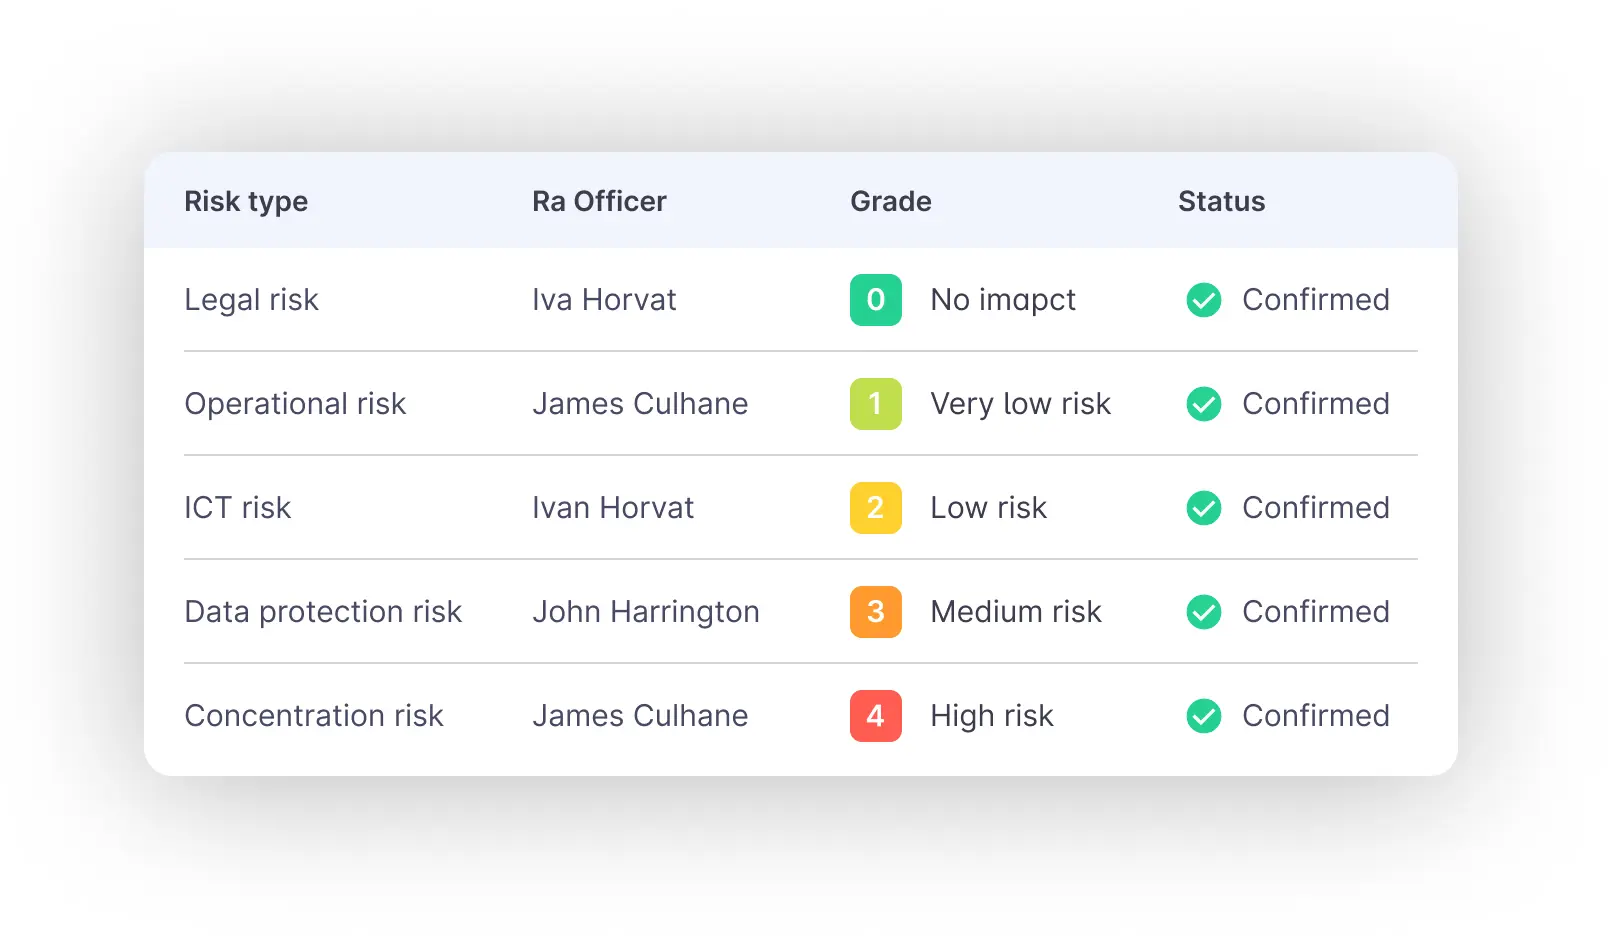 Risk type Ra Officer Grade Status
Legal risk Iva Horvat 0 No imapct Confirmed
Operational risk James Culhane 1 Very low risk Confirmed
ICT risk Ivan Horvat 2 Low risk Confirmed
Data protection risk John Harrington 3 Medium risk Confirmed
Concentration risk James Culhane 4 High risk Confirmed